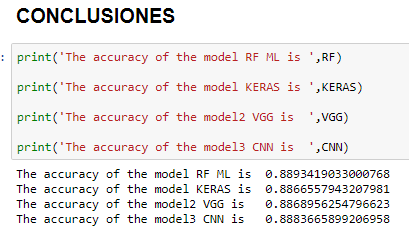 CONCLUSIONES
: print('The accuracy of the model RF ML is ',RF)
print('The accuracy of the model KERAS is ',KERAS)
print('The accuracy of the model2 VGG is  ',VGG)
print('The accuracy of the model3 CNN is  ',CNN)
The accuracy of the model RF ML is  0.8893419033000768
The accuracy of the model KERAS is  0.8866557943207981
The accuracy of the model2 VGG is   0.8868956254796623
The accuracy of the model3 CNN is   0.8883665899206958